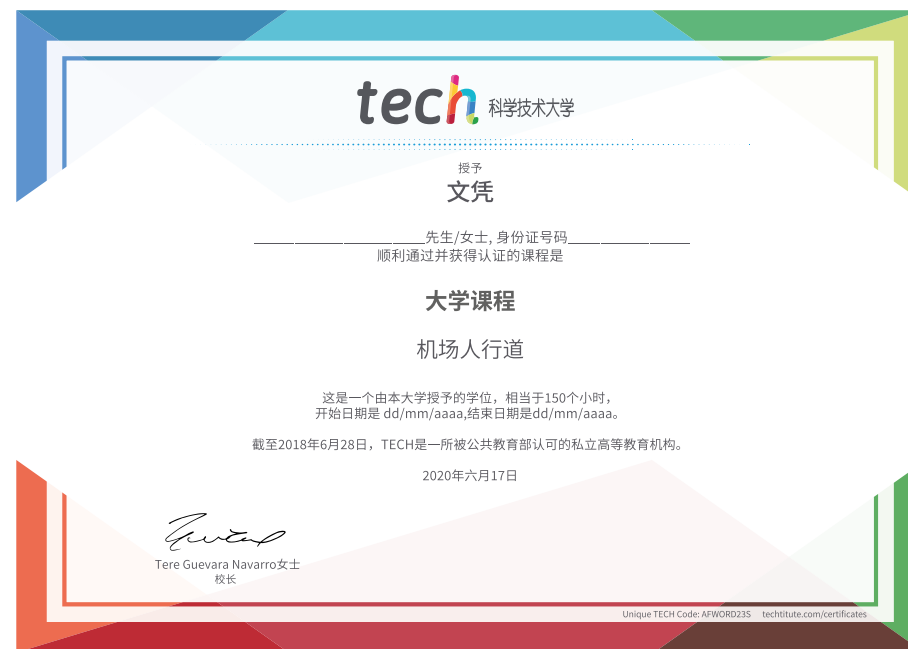 tech 科学技术大学
授予
文凭
________________________先生/女士, 身份证号码_________________
顺利通过并获得认证的课程是
大学课程
机场人行道
这是一个由本大学授予的学位，相当于150个小时，
开始日期是 dd/mm/aaaa,结束日期是dd/mm/aaaa。
截至2018年6月28日，TECH是一所被公共教育部认可的私立高等教育机构。
2020年六月17日
Tere Guevara Navarro女士
校长
Unique TECH Code: AFWORD23S techtitute.com/certificates